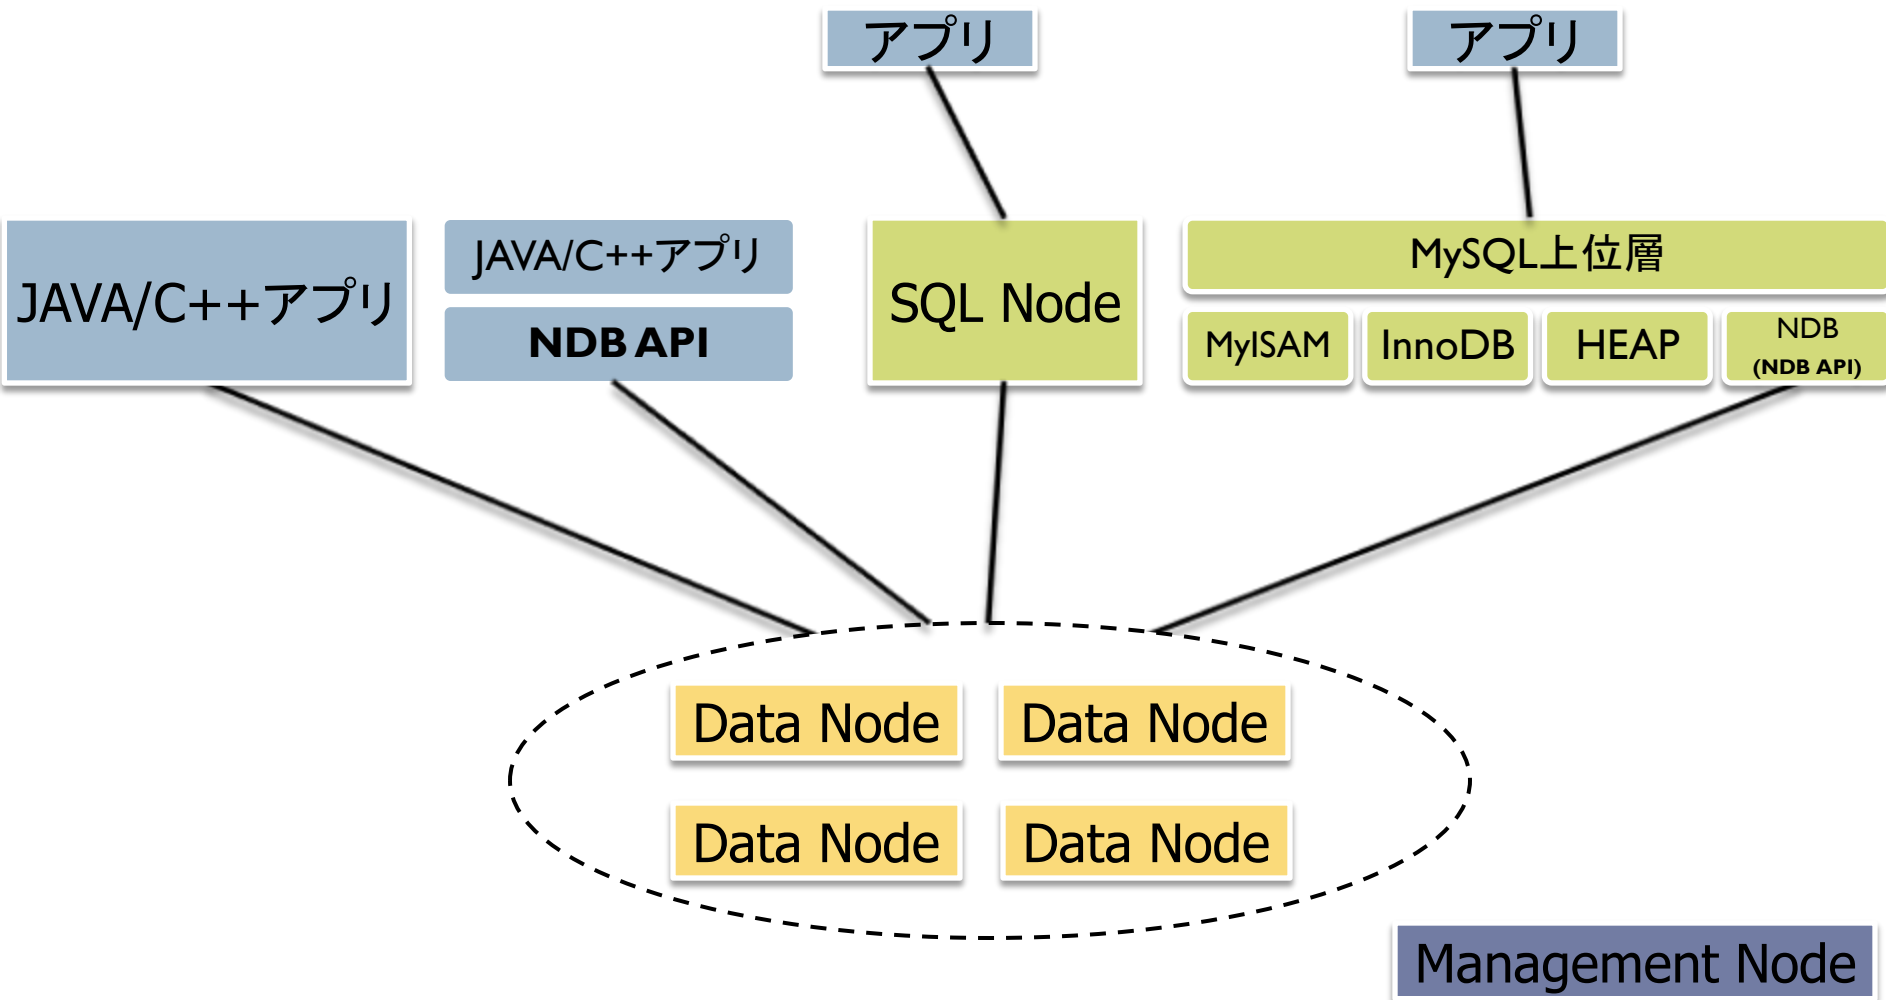 アプリ
アプリ
JAVA/C++アプリ
JAVA/C++アプリ
NDB API
SQL Node
MySQL上位層
MyISAM
InnoDB
HEAP
NDB
(NDB API)
Data Node
Data Node
Data Node
Data Node
Management Node